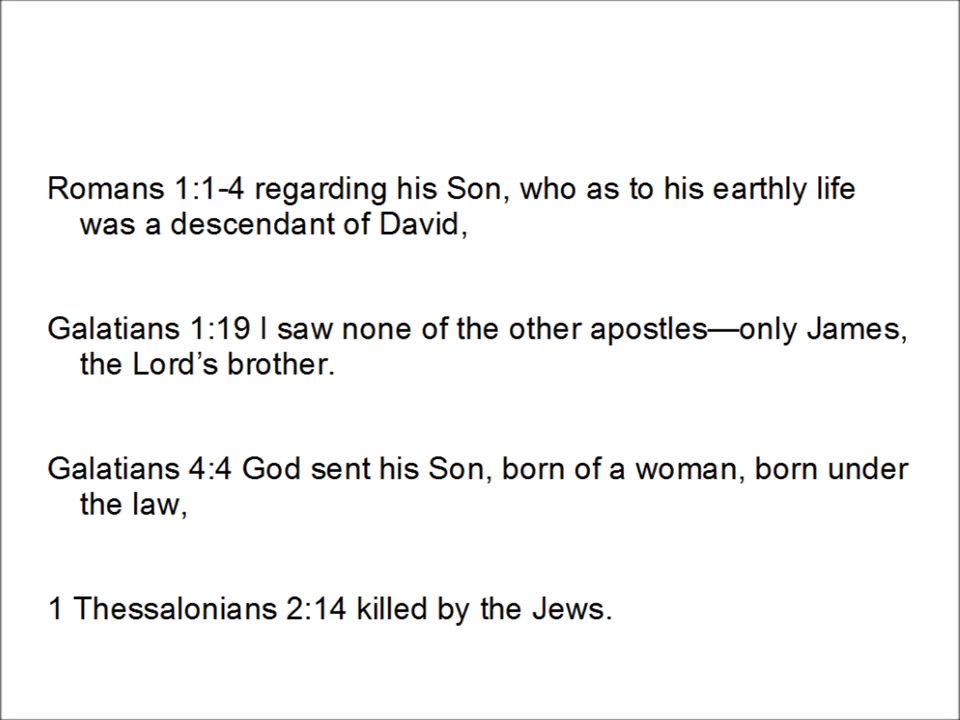 Romans 1:1-4 regarding his Son, who as to his earthly life
was a descendant of David,
Galatians 1:19 I saw none of the other apostles—only James,
the Lord’s brother.
Galatians 4:4 God sent his Son, born of a woman, born under
the law,
1 Thessalonians 2:14 killed by the Jews.